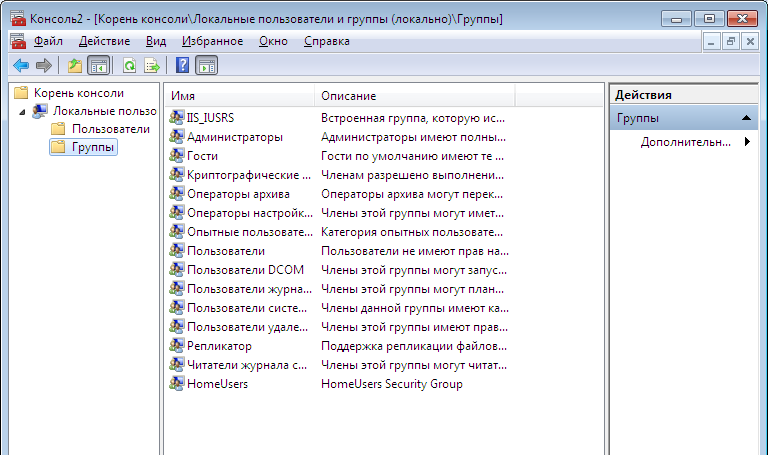 Консоль2 - [Корень консоли\Локальные пользователи и группы (локально)\Группы]
Файл Действие Вид Избранное Окно Справка
Корень консоли
Локальные пользо
Пользователи
Группы
Имя Описание
IIS_IUSRS Встроенная группа, которую ис...
Администраторы Администраторы имеют полны...
Гости Гости по умолчанию имеют те ...
Криптографические ... Членам разрешено выполнени...
Операторы архива Операторы архива могут перек...
Операторы настройк... Члены этой группы могут имет...
Опытные пользовате... Категория опытных пользовате...
Пользователи Пользователи не имеют прав на...
Пользователи DCOM Члены этой группы могут запус...
Пользователи журна... Члены этой группы могут план...
Пользователи систе... Члены данной группы имеют ка...
Пользователи удале... Члены этой группы имеют прав...
Репликатор Поддержка репликации файлов...
Читатели журнала с... Члены этой группы могут читат...
HomeUsers HomeUsers Security Group
Действия
Группы
Дополнительн...